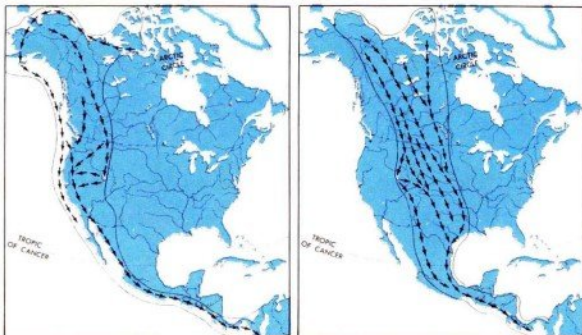 ARCTIC
CIRCLE
TROPIC
OF CANCER
ARCTIC
CIRCLE
TROPIC
OF CANCER